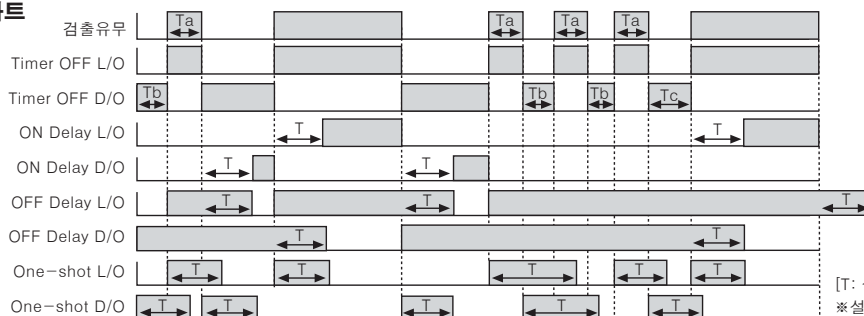 검출유무 Ta Ta Ta Ta
Timer OFF L/O
Timer OFF D/O Tb Tb Tb Tc
ON Delay L/O T T
ON Delay D/O T T
OFF Delay L/O T T T
OFF Delay D/O T T
One-shot L/O T T T T T
One-shot D/O T T T T T
[T: